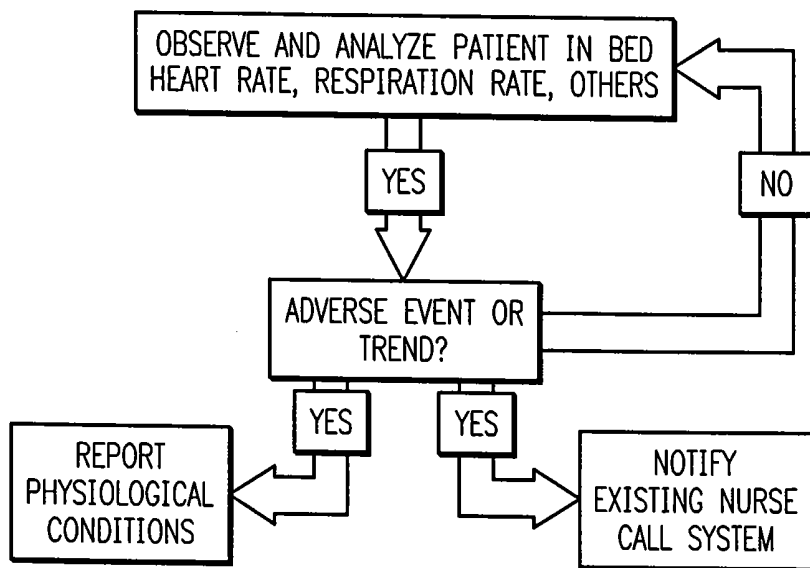 OBSERVE AND ANALYZE PATIENT IN BED
HEART RATE, RESPIRATION RATE, OTHERS
YES
NO
ADVERSE EVENT OR
TREND?
YES
YES
REPORT
PHYSIOLOGICAL
CONDITIONS
NOTIFY
EXISTING NURSE
CALL SYSTEM